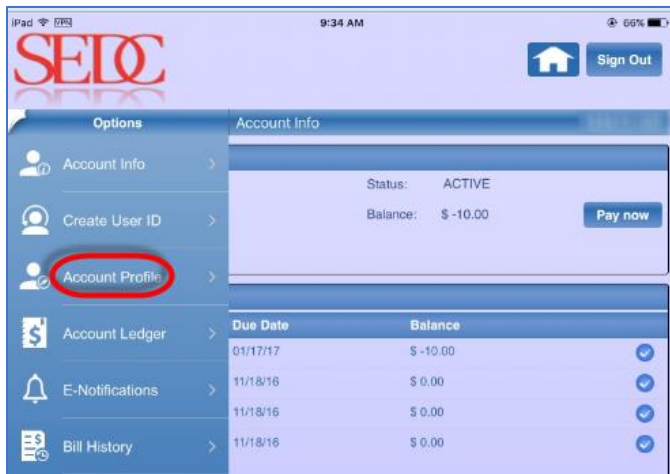 iPad VPN 9:34 AM 66%
SEDC
Sign Out
Options
Account Info
Account Info
Create User ID
Account Profile
Account Ledger
E-Notifications
Bill History
Status: ACTIVE
Balance: $ -10.00
Pay now
Due Date Balance
01/17/17 $ -10.00
11/18/16 $ 0.00
11/18/16 $ 0.00
11/18/16 $ 0.00